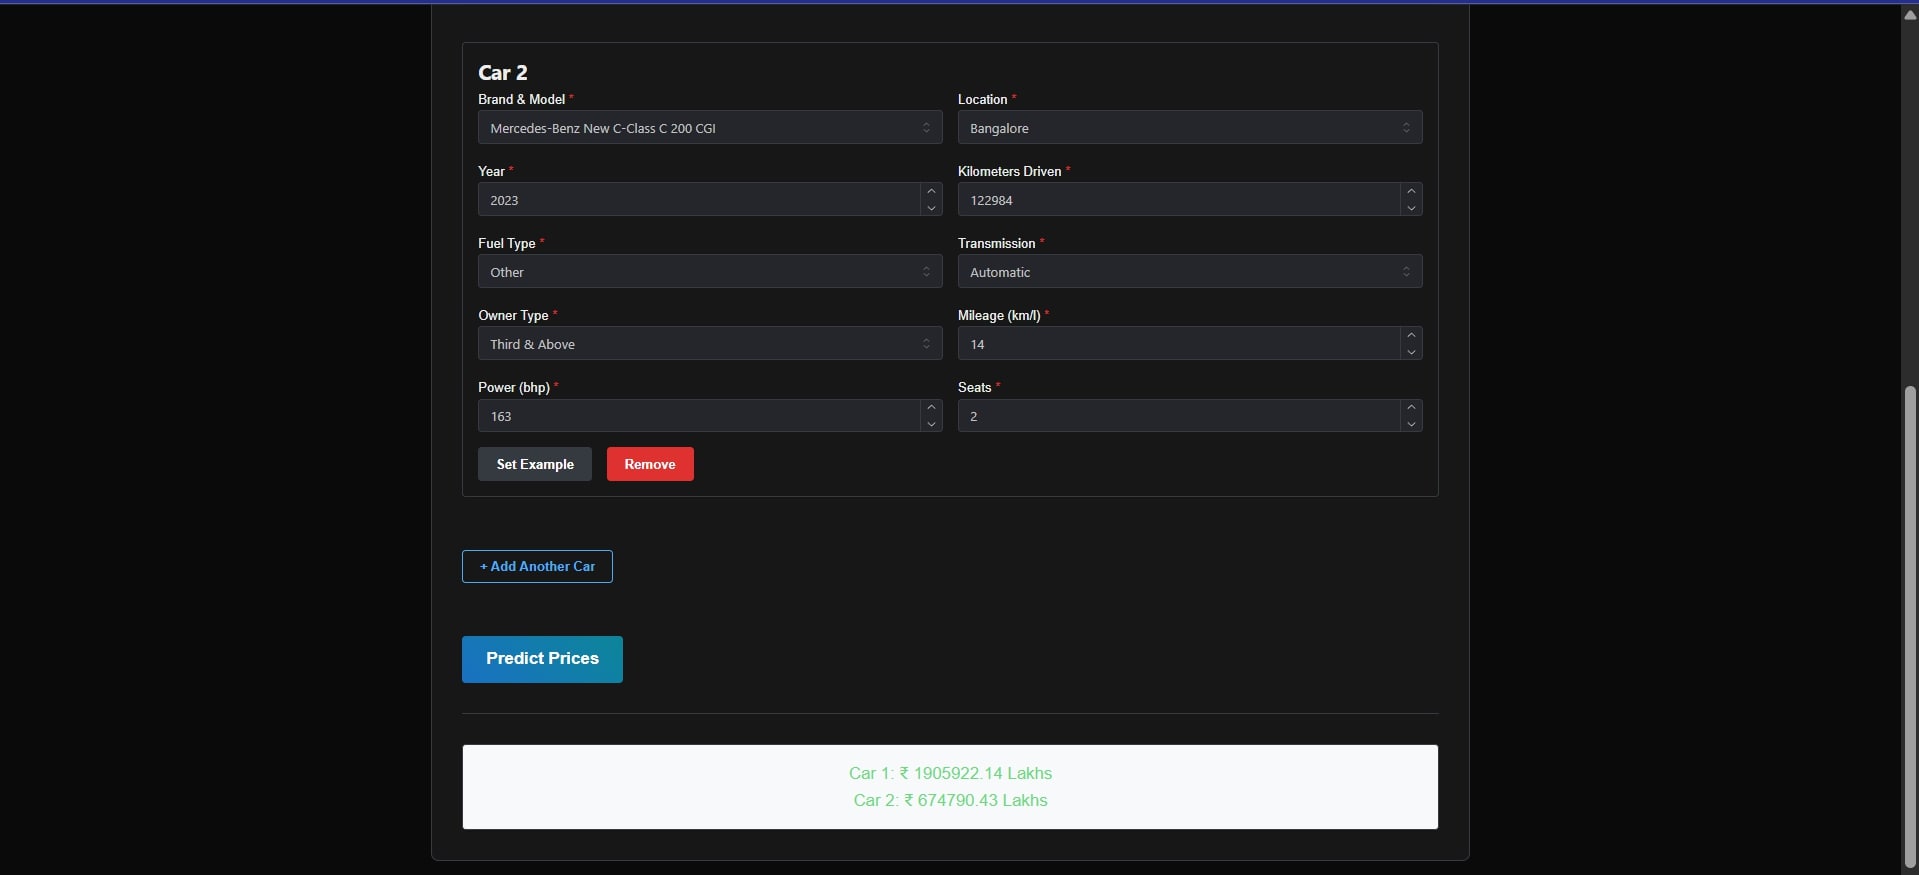 Car 2
Brand & Model * Location *
Mercedes-Benz New C-Class C 200 CGI Bangalore
Year * Kilometers Driven *
2023 122984
Fuel Type * Transmission *
Other Automatic
Owner Type * Mileage (km/l) *
Third & Above 14
Power (bhp) * Seats *
163 2
Set Example Remove
+ Add Another Car
Predict Prices
Car 1: ₹ 1905922.14 Lakhs
Car 2: ₹ 674790.43 Lakhs